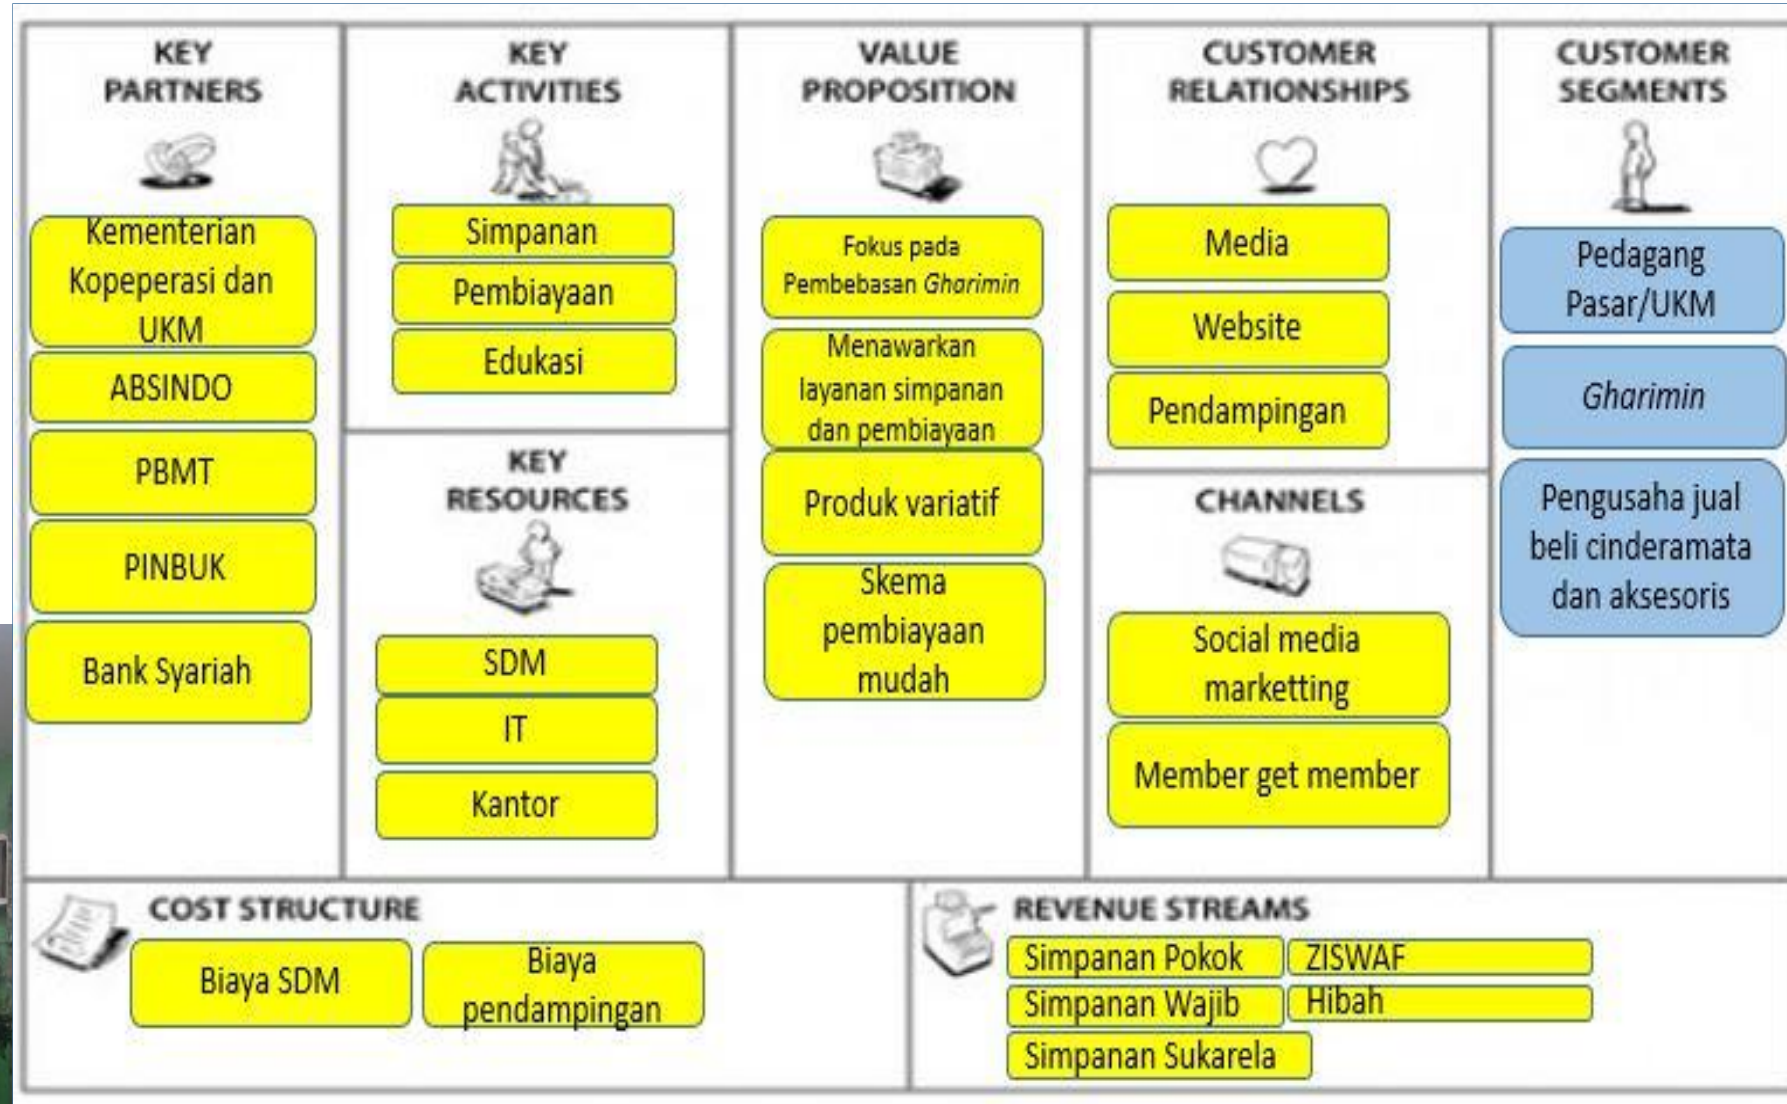 KEY
PARTNERS
Kementerian
Kopeperasi dan
UKM
ABSINDO
PBMT
PINBUK
Bank Syariah
KEY
ACTIVITIES
Simpanan
Pembiayaan
Edukasi
KEY
RESOURCES
SDM
IT
Kantor
VALUE
PROPOSITION
Fokus pada
Pembebasan Gharimin
Menawarkan
layanan simpanan
dan pembiayaan
Produk variatif
Skema
pembiayaan
mudah
CUSTOMER
RELATIONSHIPS
Media
Website
Pendampingan
CHANNELS
Social media
marketting
Member get member
CUSTOMER
SEGMENTS
Pedagang
Pasar/UKM
Gharimin
Pengusaha jual
beli cinderamata
dan aksesoris
COST STRUCTURE
Biaya SDM
Biaya
pendampingan
REVENUE STREAMS
Simpanan Pokok
ZISWAF
Simpanan Wajib
Hibah
Simpanan Sukarela